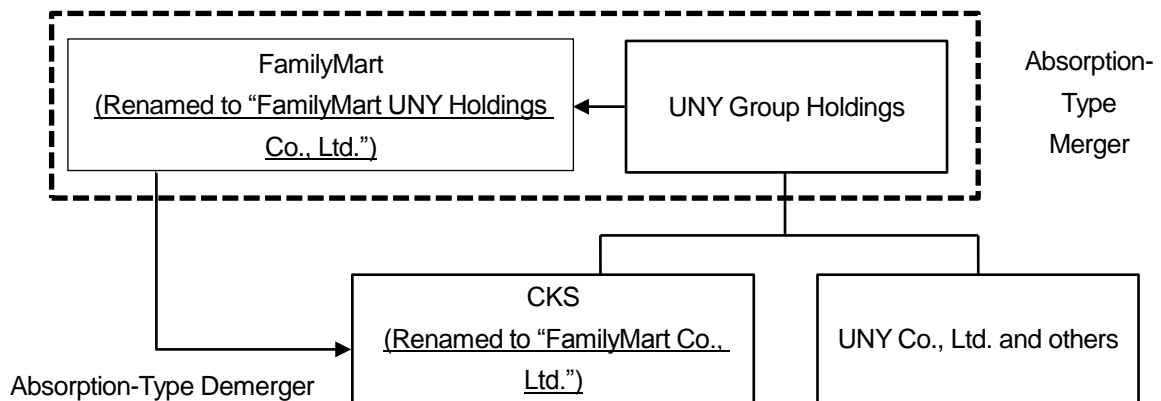 FamilyMart
(Renamed to “FamilyMart UNY Holdings
Co., Ltd.”)
UNY Group Holdings
Absorption-
Type
Merger
CKS
(Renamed to “FamilyMart Co.,
Ltd.”)
UNY Co., Ltd. and others
Absorption-Type Demerger